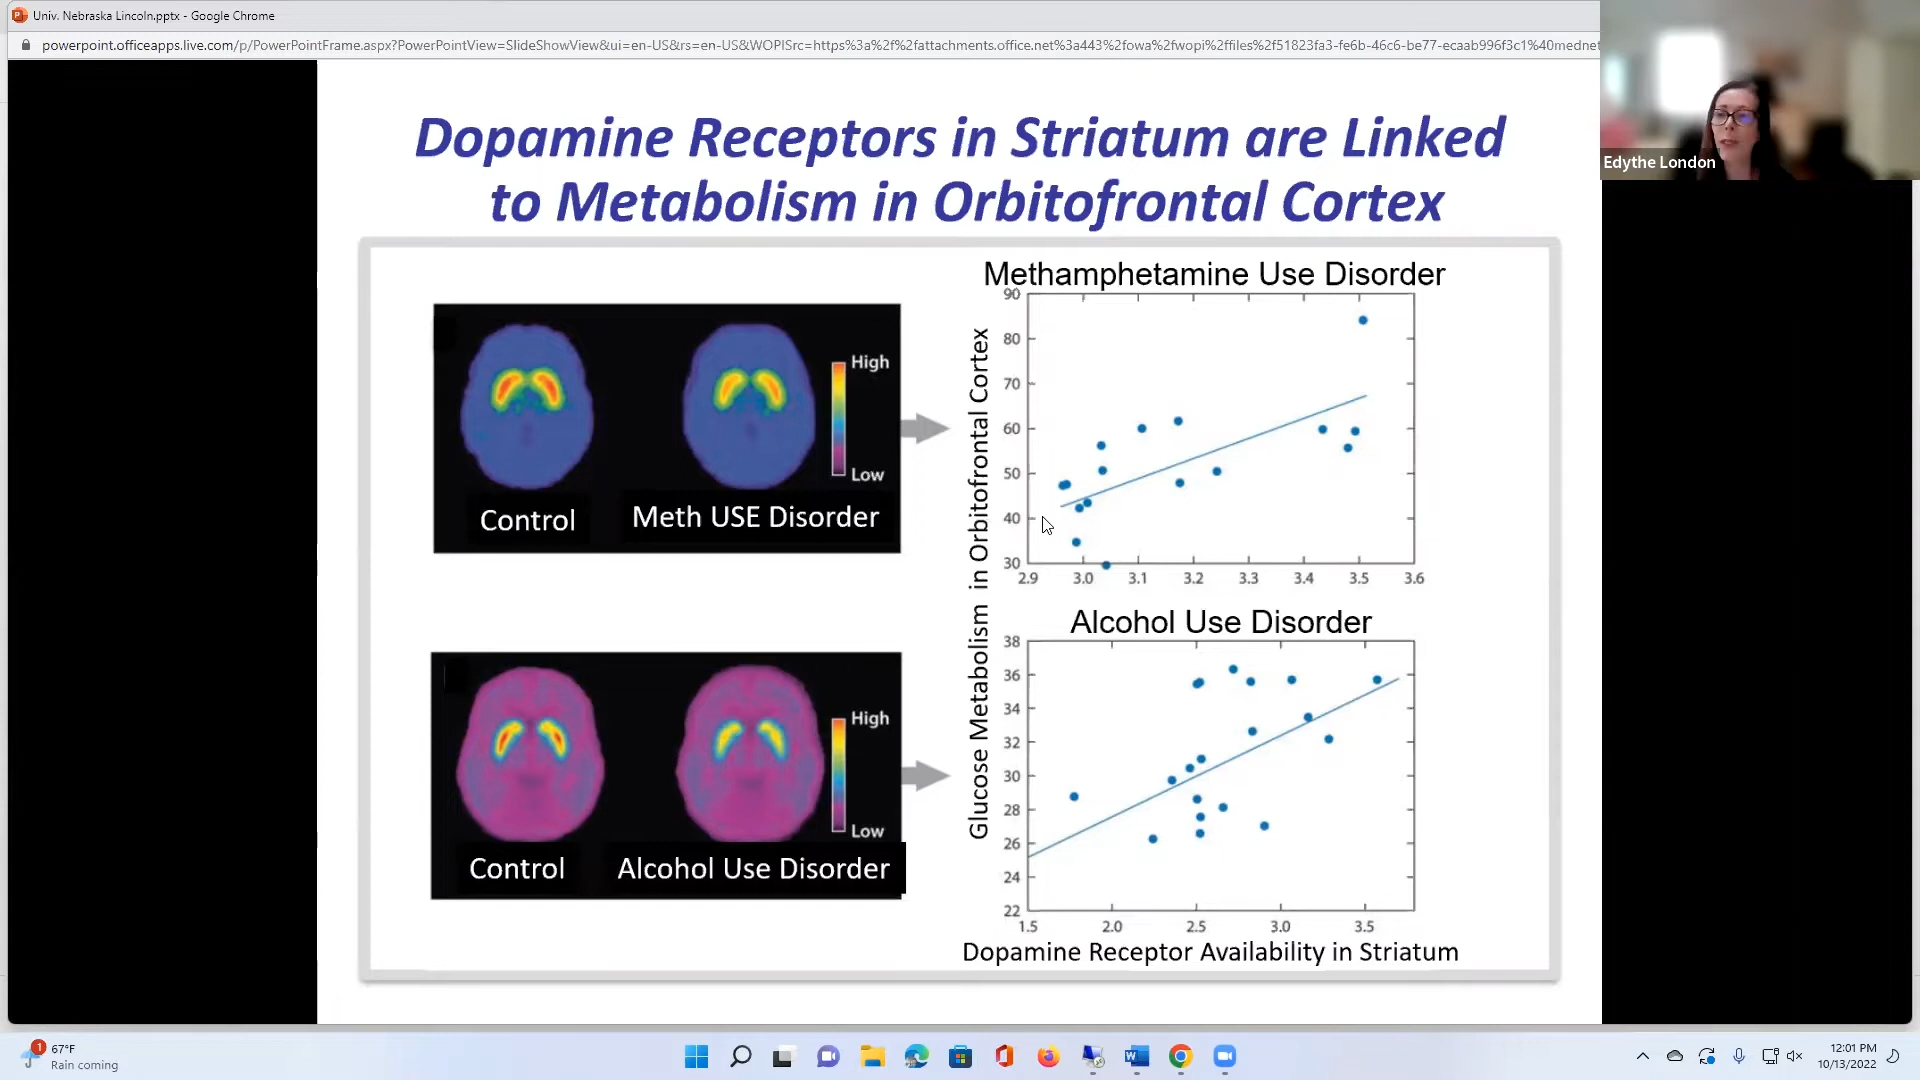 Univ. Nebraska Lincoln.pptx - Google Chrome
powerpoint.officeapps.live.com/p/PowerPointFrame.aspx?PowerPointView=SlideShowView&ui=en-US&rs=en-US&WOPISrc=https%3a%2f%2fattachments.office.net%3a443%2fowa%2fwopi%2ffiles%2f51823fa3-fe6b-46c6-be77-ecaab996f3c1%40mednet
Edythe London
Dopamine Receptors in Striatum are Linked
to Metabolism in Orbitofrontal Cortex
High
Low
Control
Meth USE Disorder
High
Low
Control
Alcohol Use Disorder
Glucose Metabolism in Orbitofrontal Cortex
Methamphetamine Use Disorder
90
80
70
60
50
40
30
2.9 3.0 3.1 3.2 3.3 3.4 3.5 3.6
Alcohol Use Disorder
38
36
34
32
30
28
26
24
22
1.5 2.0 2.5 3.0 3.5
Dopamine Receptor Availability in Striatum
1
67°F
Rain coming
12:01 PM
10/13/2022